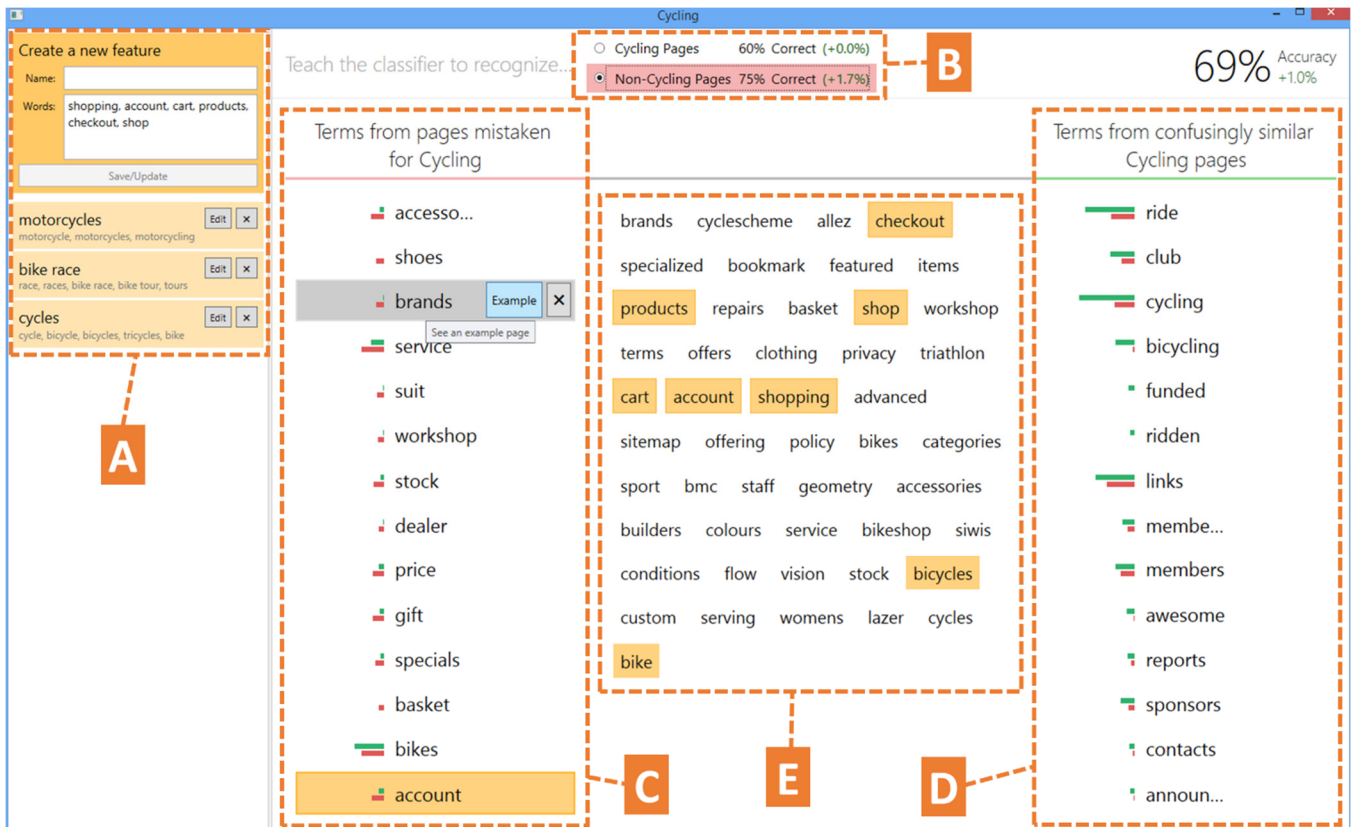 Cycling
Create a new feature
Name:
Words: shopping, account, cart, products,
checkout, shop
Save/Update
motorcycles Edit ×
motorcycle, motorcycles, motorcycling
bike race Edit ×
race, races, bike race, bike tour, tours
cycles Edit ×
cycle, bicycle, bicycles, tricycles, bike
A
Teach the classifier to recognize...
Cycling Pages 60% Correct (+0.0%)
Non-Cycling Pages 75% Correct (+1.7%)
B
69% Accuracy
+1.0%
Terms from pages mistaken
for Cycling
accesso...
shoes
brands Example ×
See an example page
service
suit
workshop
stock
dealer
price
gift
specials
basket
bikes
account
C
brands cyclescheme allez checkout
specialized bookmark featured items
products repairs basket shop workshop
terms offers clothing privacy triathlon
cart account shopping advanced
sitemap offering policy bikes categories
sport bmc staff geometry accessories
builders colours service bikeshop siwis
conditions flow vision stock bicycles
custom serving womens lazer cycles
bike
E
Terms from confusingly similar
Cycling pages
ride
club
cycling
bicycling
funded
ridden
links
membe...
members
awesome
reports
sponsors
contacts
announ...
D